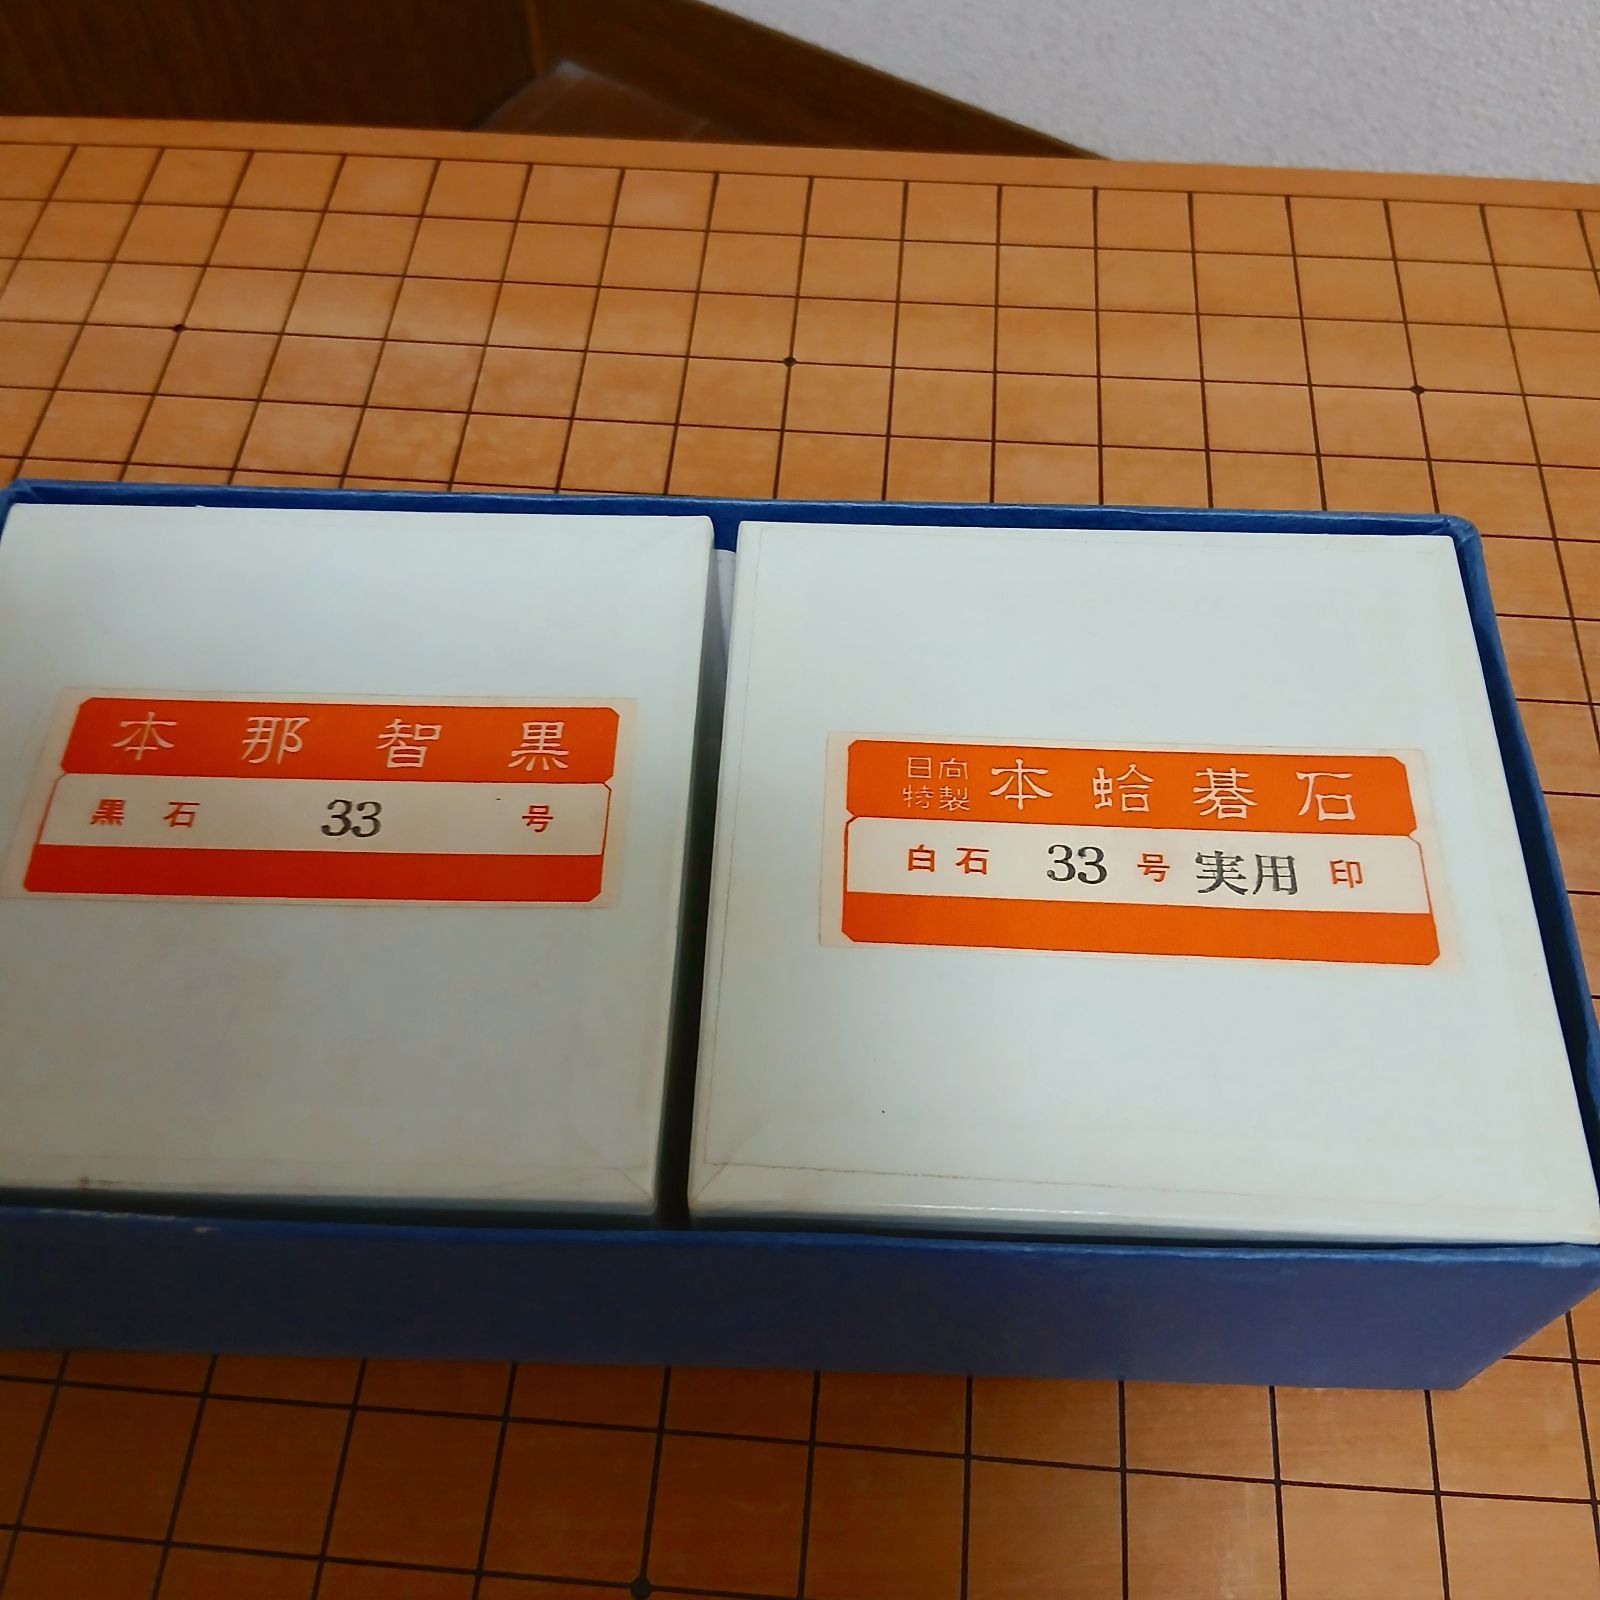 本那智黒
黒石 33 号
日向
特製
本蛤碁石
白石 33 号 実用 印